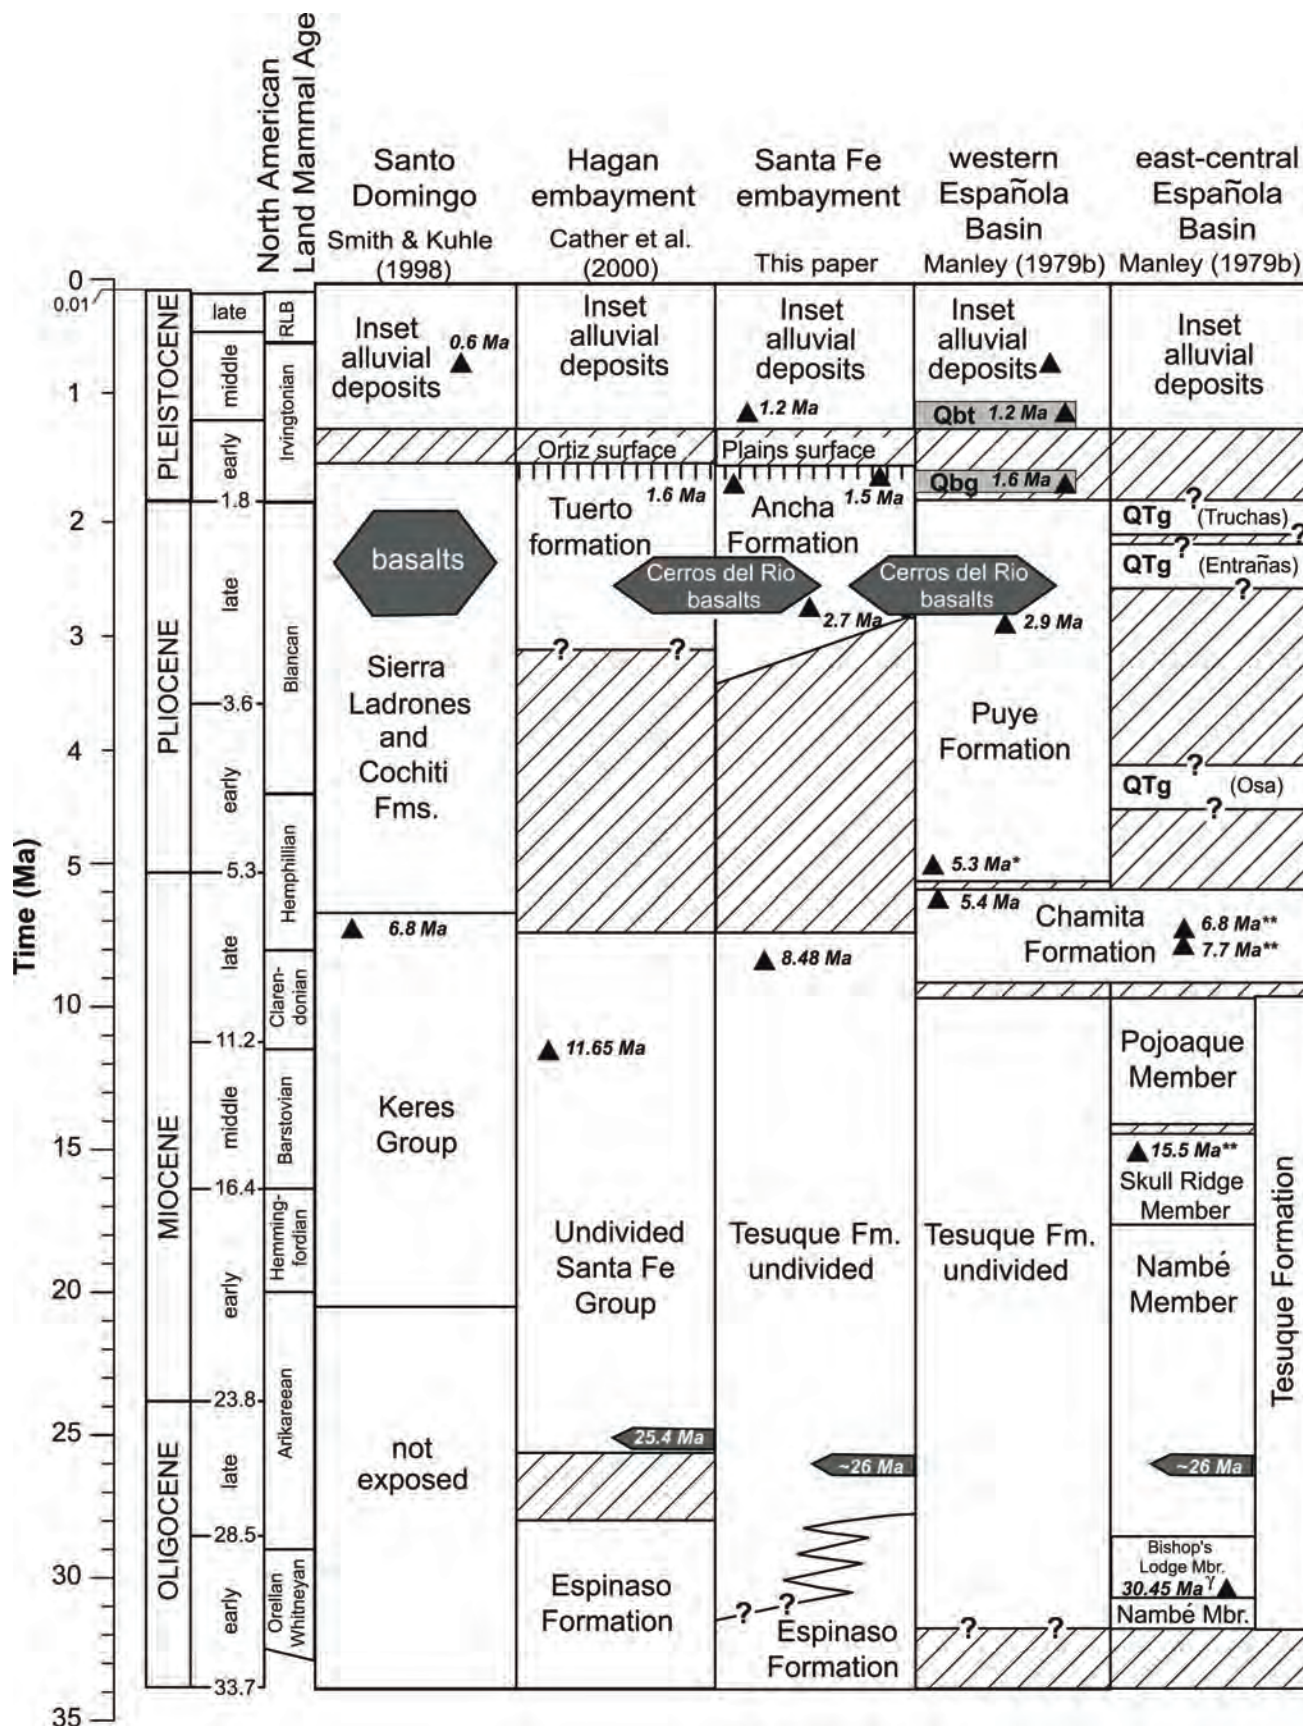 North American
Land Mammal Age
Santo
Domingo
Smith & Kuhle
(1998)
Hagan
embayment
Cather et al.
(2000)
Santa Fe
embayment
This paper
western
Española
Basin
Manley (1979b)
east-central
Española
Basin
Manley (1979b)
Time (Ma)
0
0.01
1
2
3
4
5
10
15
20
25
30
35
PLEISTOCENE
PLIOCENE
MIOCENE
OLIGOCENE
late
middle
early
1.8
late
3.6
early
5.3
late
11.2
middle
16.4
early
23.8
late
28.5
early
33.7
RLB
Irvingtonian
Blancan
Hemphillian
Claren-
donian
Barstovian
Hemming-
fordian
Arikareean
Orellan
Whitneyan
Inset
alluvial
deposits
0.6 Ma
basalts
Sierra
Ladrones
and
Cochiti
Fms.
6.8 Ma
Keres
Group
not
exposed
Inset
alluvial
deposits
Ortiz surface
1.6 Ma
Tuerto
formation
Cerros del Rio
basalts
? ?
11.65 Ma
Undivided
Santa Fe
Group
25.4 Ma
Espinaso
Formation
Inset
alluvial
deposits
1.2 Ma
Plains surface
1.5 Ma
Ancha
Formation
2.7 Ma
8.48 Ma
Tesuque Fm.
undivided
~26 Ma
? ?
Espinaso
Formation
Inset
alluvial
deposits
Qbt 1.2 Ma
Qbg 1.6 Ma
Cerros del Rio
basalts
2.9 Ma
Puye
Formation
5.3 Ma*
5.4 Ma
Chamita
Formation
6.8 Ma**
7.7 Ma**
Tesuque Fm.
undivided
? ?
Inset
alluvial
deposits
?
QTg (Truchas)
? ?
QTg (Entrañas)
?
?
QTg (Osa)
?
Pojoaque
Member
15.5 Ma**
Skull Ridge
Member
Nambé
Member
~26 Ma
Bishop's
Lodge Mbr.
30.45 Ma γ
Nambé Mbr.
Tesuque Formation